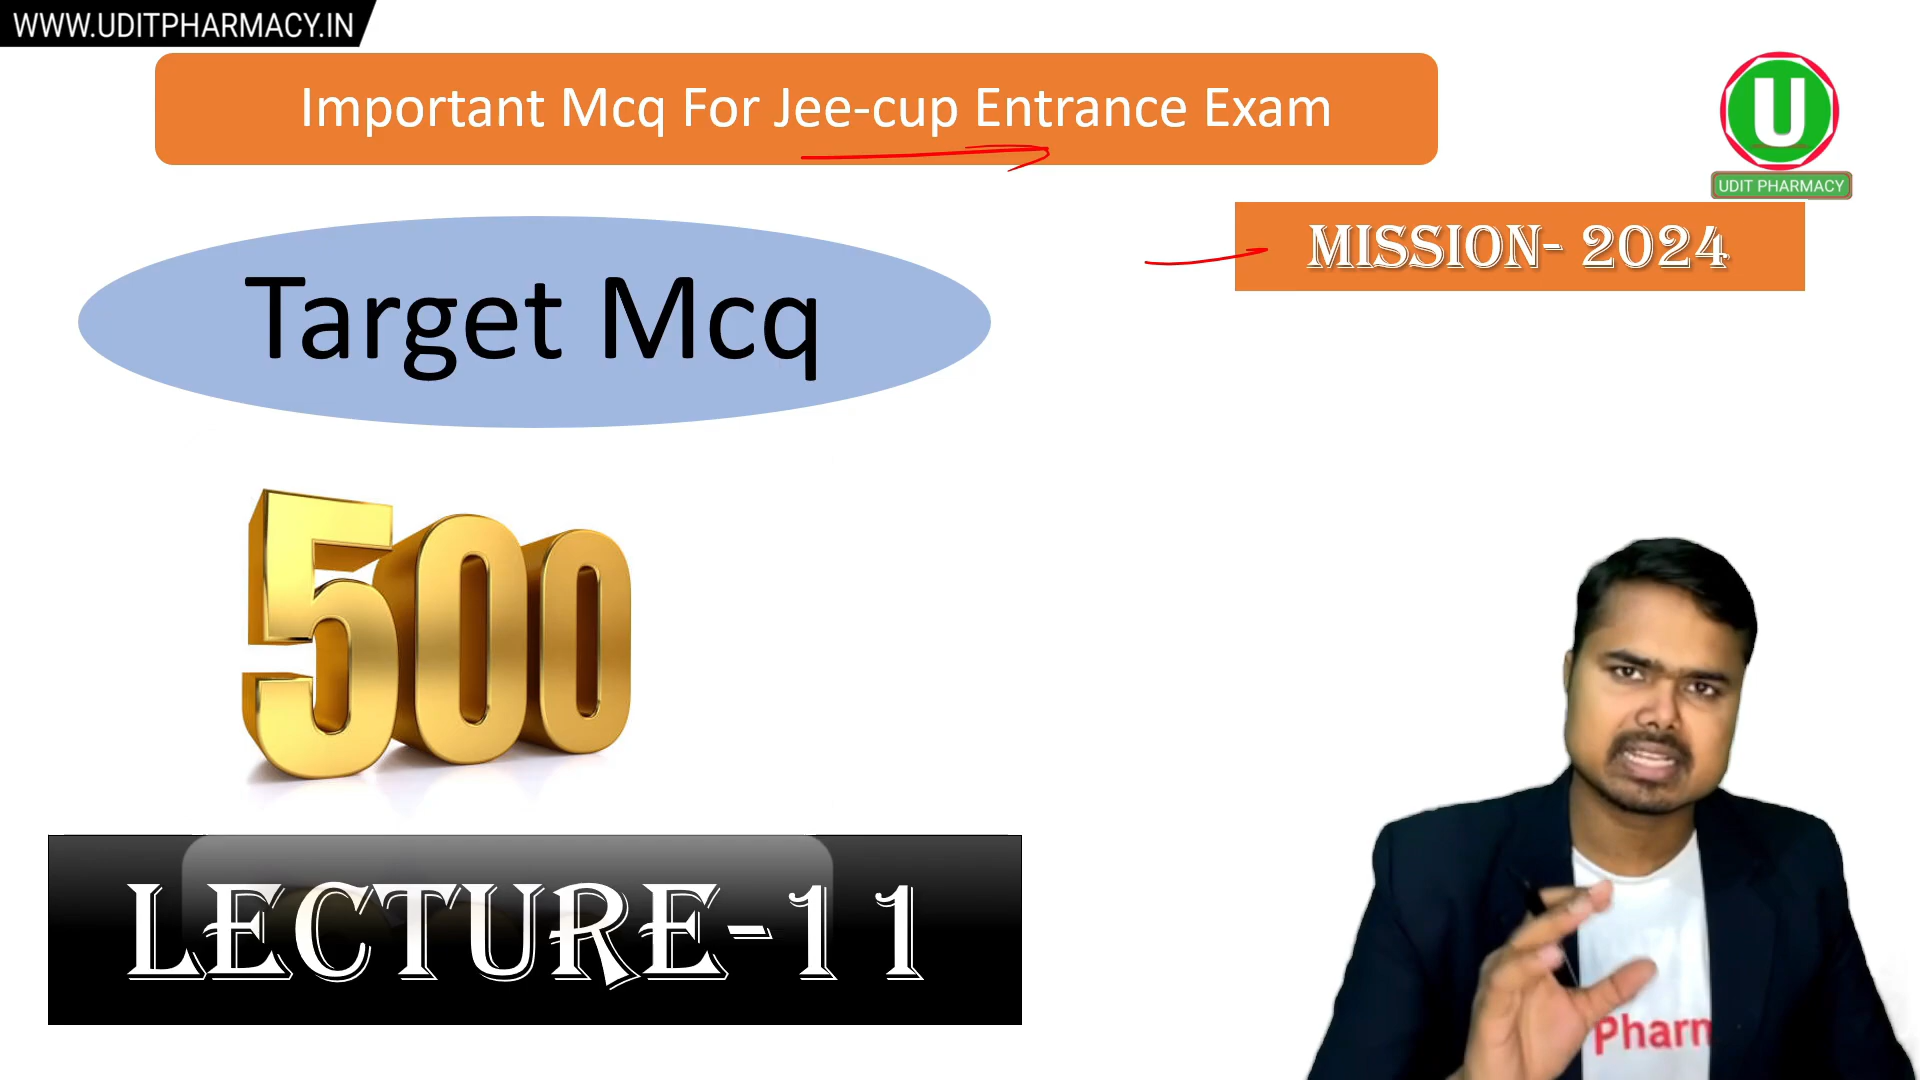 WWW.UDITPHARMACY.IN
Important Mcq For Jee-cup Entrance Exam
U
UDIT PHARMACY
MISSION- 2024
Target Mcq
500
LECTURE-11
Pharm